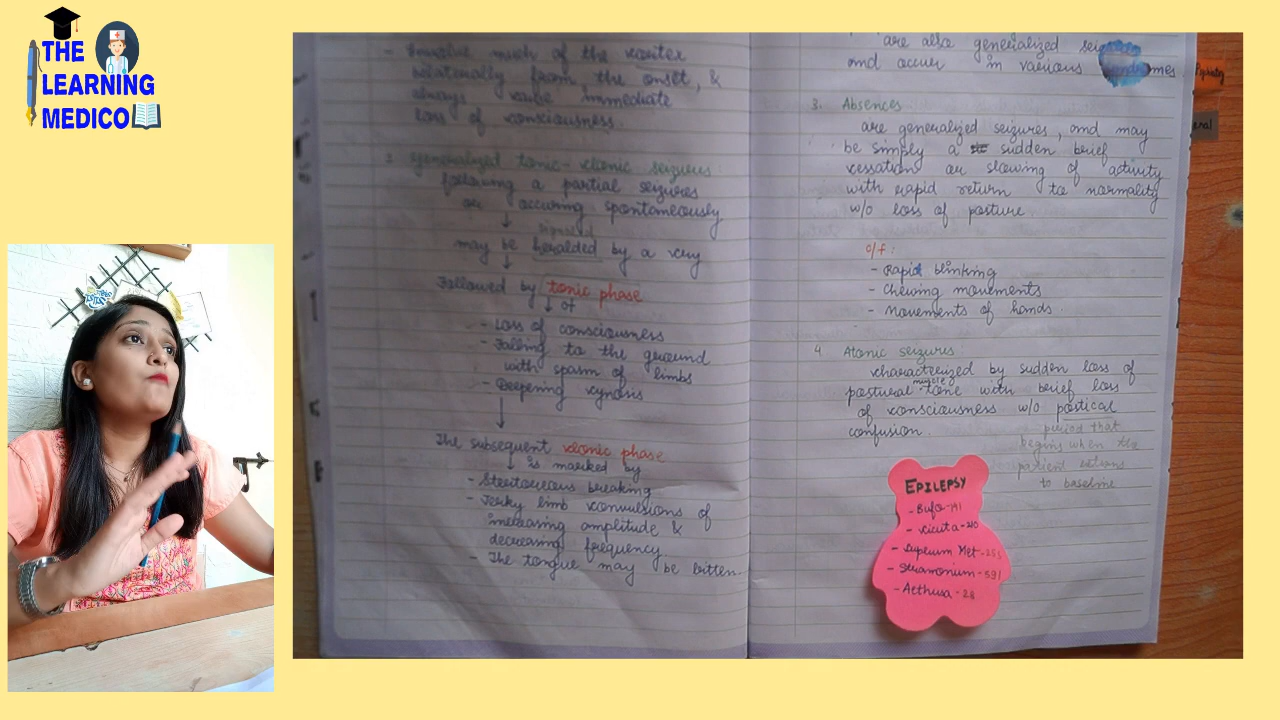 THE
LEARNING
MEDICO
- Involve much of the cortex
bilaterally from the onset, &
always cause immediate
loss of consciousness.
2. Generalized tonic-clonic seizures:
following a partial seizures
or occuring spontaneously
↓
may be heralded by a cry
↓
Followed by tonic phase
↓ of
- Loss of consciousness
- Falling to the ground
with spasm of limbs
- Deepening cynosis
↓
The subsequent clonic phase
↓ is marked by
- Stertoreous breaking
- Jerky limb convulsions of
increasing amplitude &
decreasing frequency
- The tongue may be bitten.
are also generalized
and occur in various
3. Absences
are generalized seizures, and may
be simply a sudden brief
cessation or slowing of activity
with rapid return to normality
w/o loss of posture.
c/f:
- Rapid blinking
- Chewing movements
- Movements of hands.
4. Atonic seizures
characterized by sudden loss of
postural muscle tone with brief loss
of consciousness w/o postical
confusion.
period that
begins when the
patient returns
to baseline
EPILEPSY
- Bufo-191
- Cicuta-210
- Cuprum Met-255
- Stramonium-591
- Aethusa-28